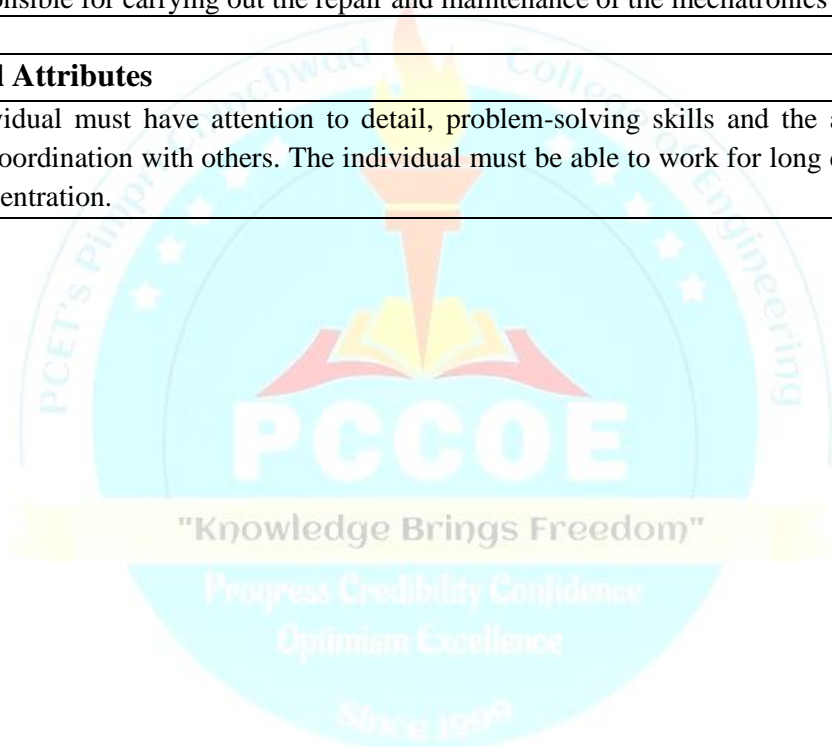 onsible for carrying out the repair and maintenance of the mechatronics
Attributes
vidual must have attention to detail, problem-solving skills and the a
oordination with others. The individual must be able to work for long
entration.
PCET's Pimpri Chinchwad College of Engineering
PCCOE
"Knowledge Brings Freedom"
Progress Credibility Confidence
Optimism Excellence
Since 1999